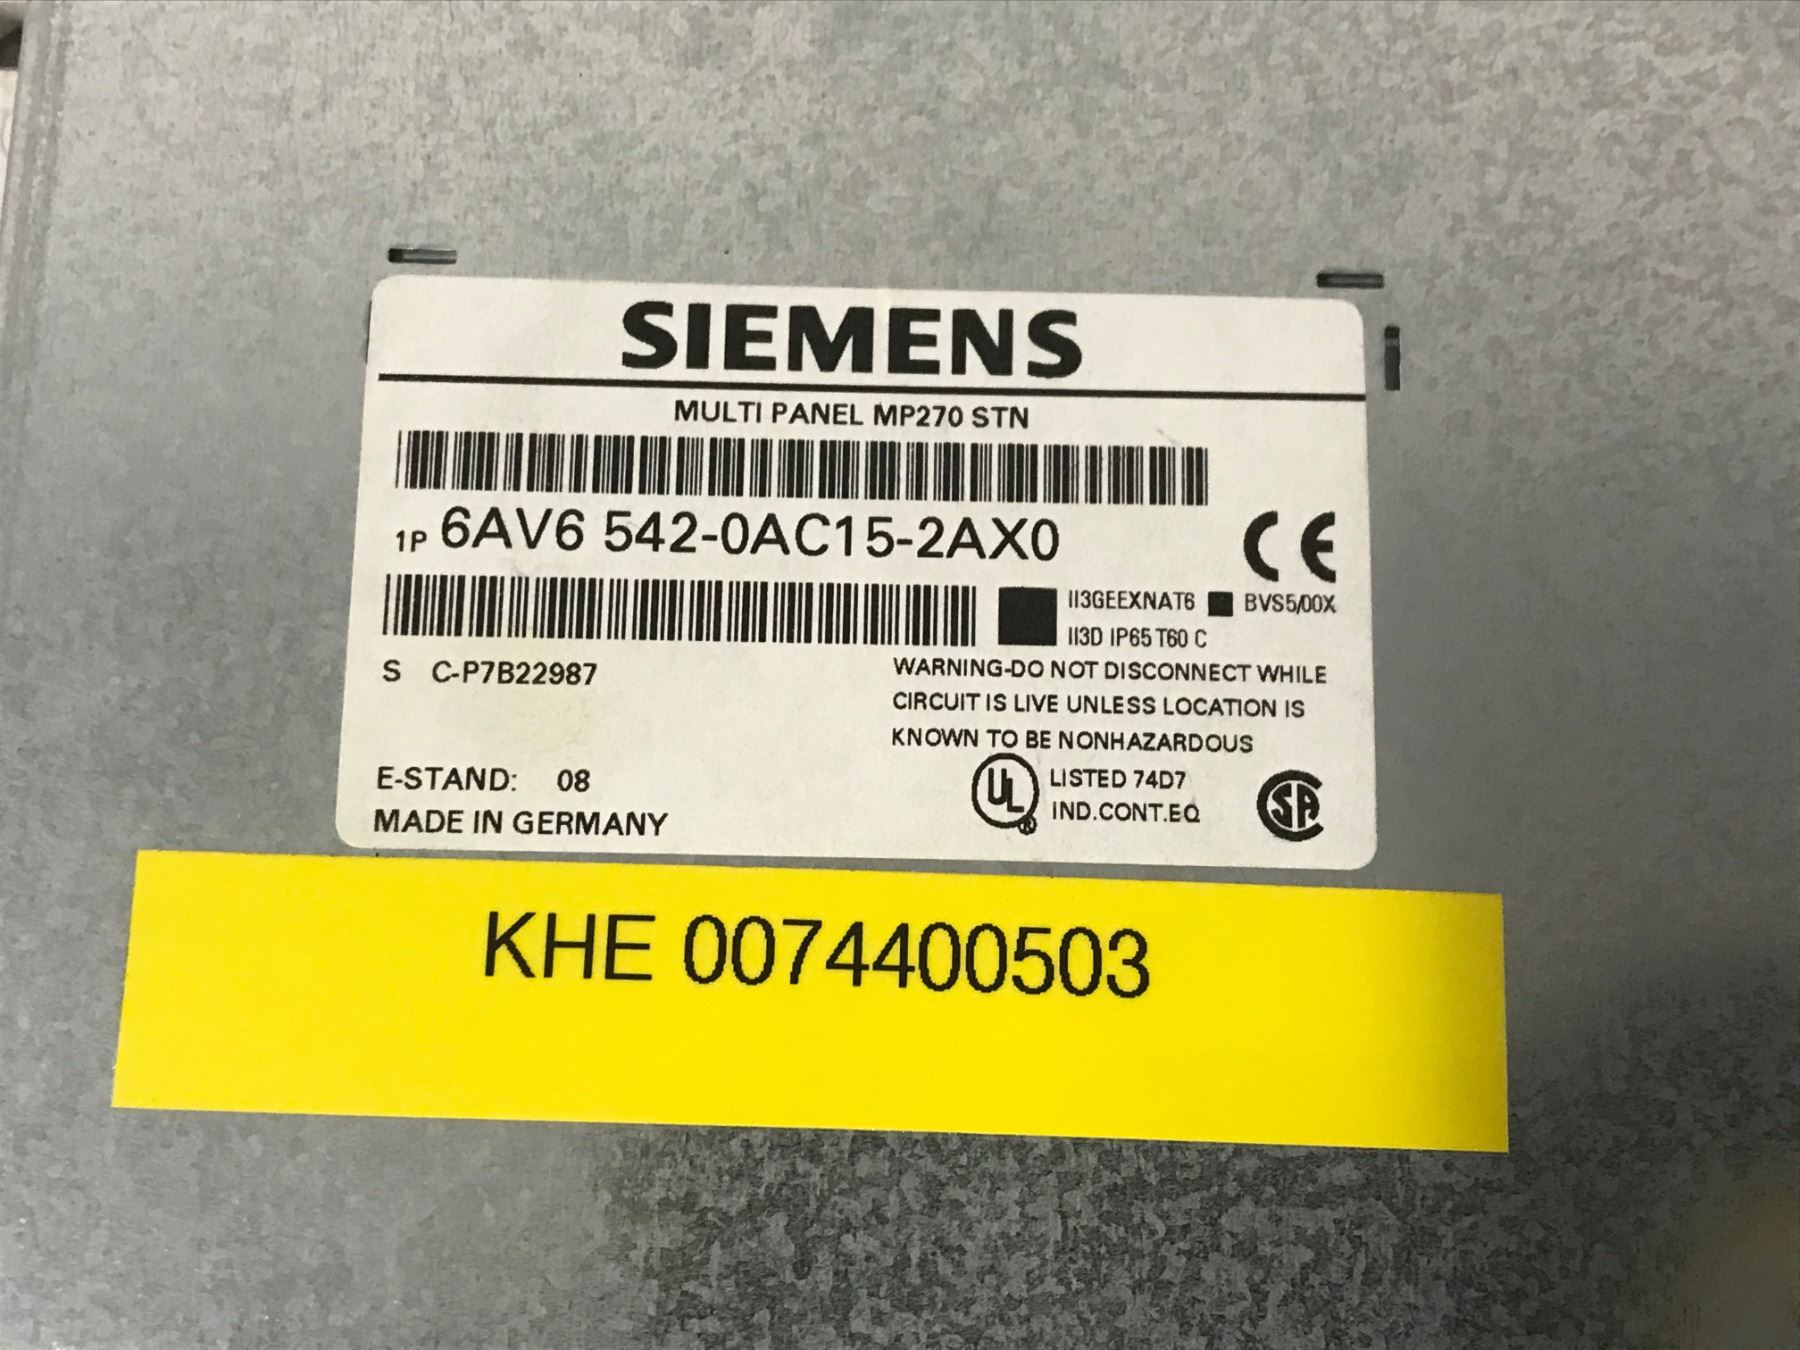 SIEMENS
MULTI PANEL MP270 STN
1P 6AV6 542-0AC15-2AX0
CE
II3GEEXNAT6 BVS5/00X
II3D IP65 T60 C
S C-P7B22987
WARNING-DO NOT DISCONNECT WHILE
CIRCUIT IS LIVE UNLESS LOCATION IS
KNOWN TO BE NONHAZARDOUS
E-STAND: 08
MADE IN GERMANY
UL ® LISTED 74D7
IND.CONT.EQ
SA
KHE 0074400503